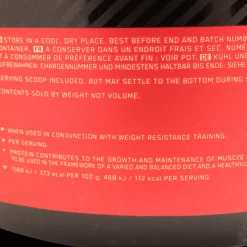 STORE IN A COOL, DRY PLACE. BEST BEFORE END AND BATCH NUMB
CONTAINER. FR À CONSERVER DANS UN ENDROIT FRAIS ET SEC. NUMÉ
À CONSOMMER DE PRÉFÉRENCE AVANT FIN : VOIR POT. DE KÜHL UND
AUFBEWAHREN! CHARGENNUMMER UND MINDESTENS HALTBAR BIS ENDE: SIEH
SERVING SCOOP INCLUDED, BUT MAY SETTLE TO THE BOTTOM DURING S
CONTENTS SOLD BY WEIGHT NOT VOLUME.
• WHEN USED IN CONJUNCTION WITH WEIGHT RESISTANCE TRAINING.
• PER SERVING
* PROTEIN CONTRIBUTES TO THE GROWTH AND MAINTENANCE OF MUSCLE
TO BE USED IN THE FRAMEWORK OF A VARIED AND BALANCED DIET AND A HEALTHY L
1560 kJ / 373 kcal PER 100 g; 468 kJ / 112 kcal PER SERVING.